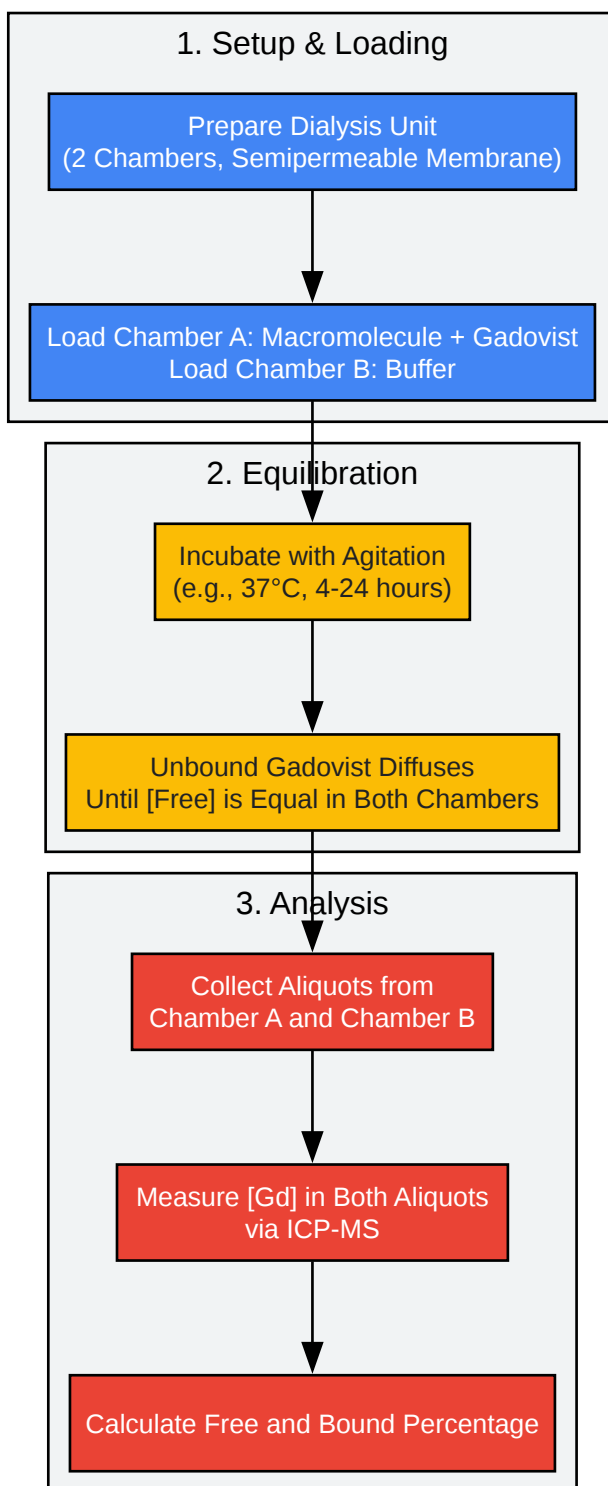 1. Setup & Loading
Prepare Dialysis Unit
(2 Chambers, Semipermeable Membrane)
Load Chamber A: Macromolecule + Gadovist
Load Chamber B: Buffer
2. Equilibration
Incubate with Agitation
(e.g., 37°C, 4-24 hours)
Unbound Gadovist Diffuses
Until [Free] is Equal in Both Chambers
3. Analysis
Collect Aliquots from
Chamber A and Chamber B
Measure [Gd] in Both Aliquots
via ICP-MS
Calculate Free and Bound Percentage